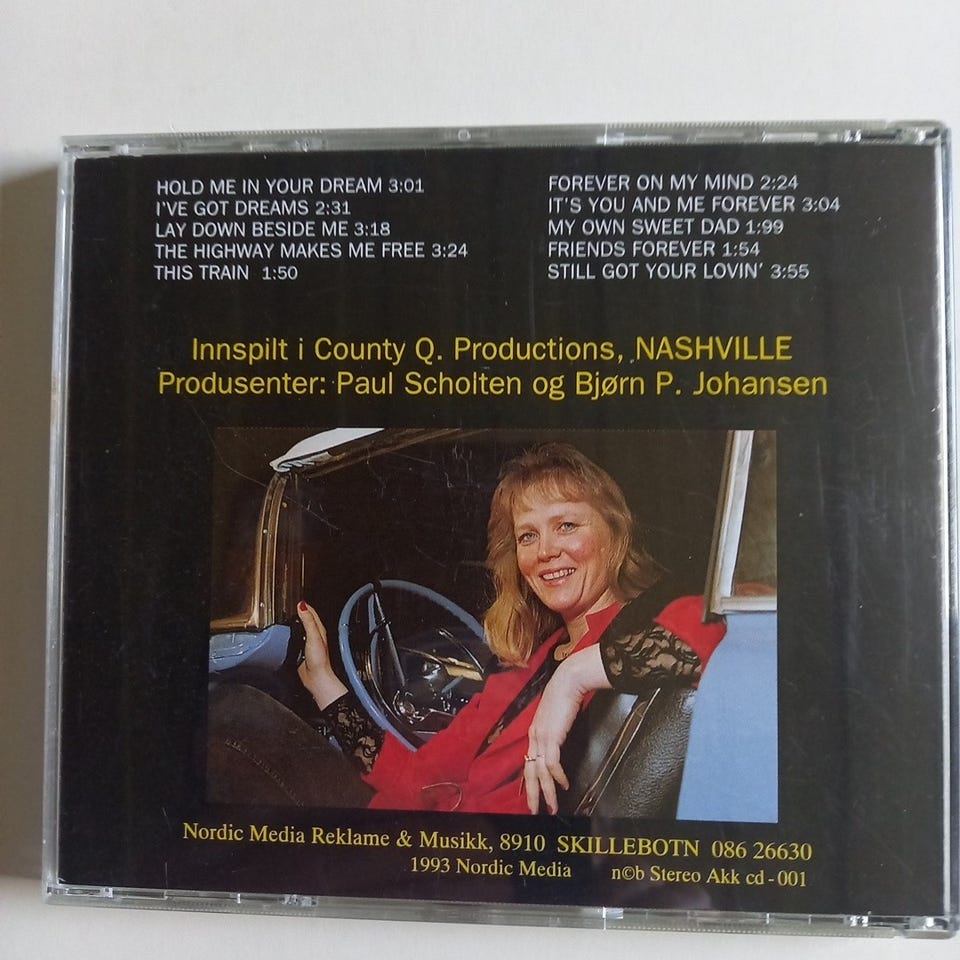 HOLD ME IN YOUR DREAM 3:01
I'VE GOT DREAMS 2:31
LAY DOWN BESIDE ME 3:18
THE HIGHWAY MAKES ME FREE 3:24
THIS TRAIN 1:50
FOREVER ON MY MIND 2:24
IT'S YOU AND ME FOREVER 3:04
MY OWN SWEET DAD 1:99
FRIENDS FOREVER 1:54
STILL GOT YOUR LOVIN' 3:55
Innspilt i County Q. Productions, NASHVILLE
Produsenter: Paul Scholten og Bjørn P. Johansen
Nordic Media Reklame & Musikk, 8910 SKILLEBOTN 086 26630
1993 Nordic Media n©b Stereo Akk cd - 001